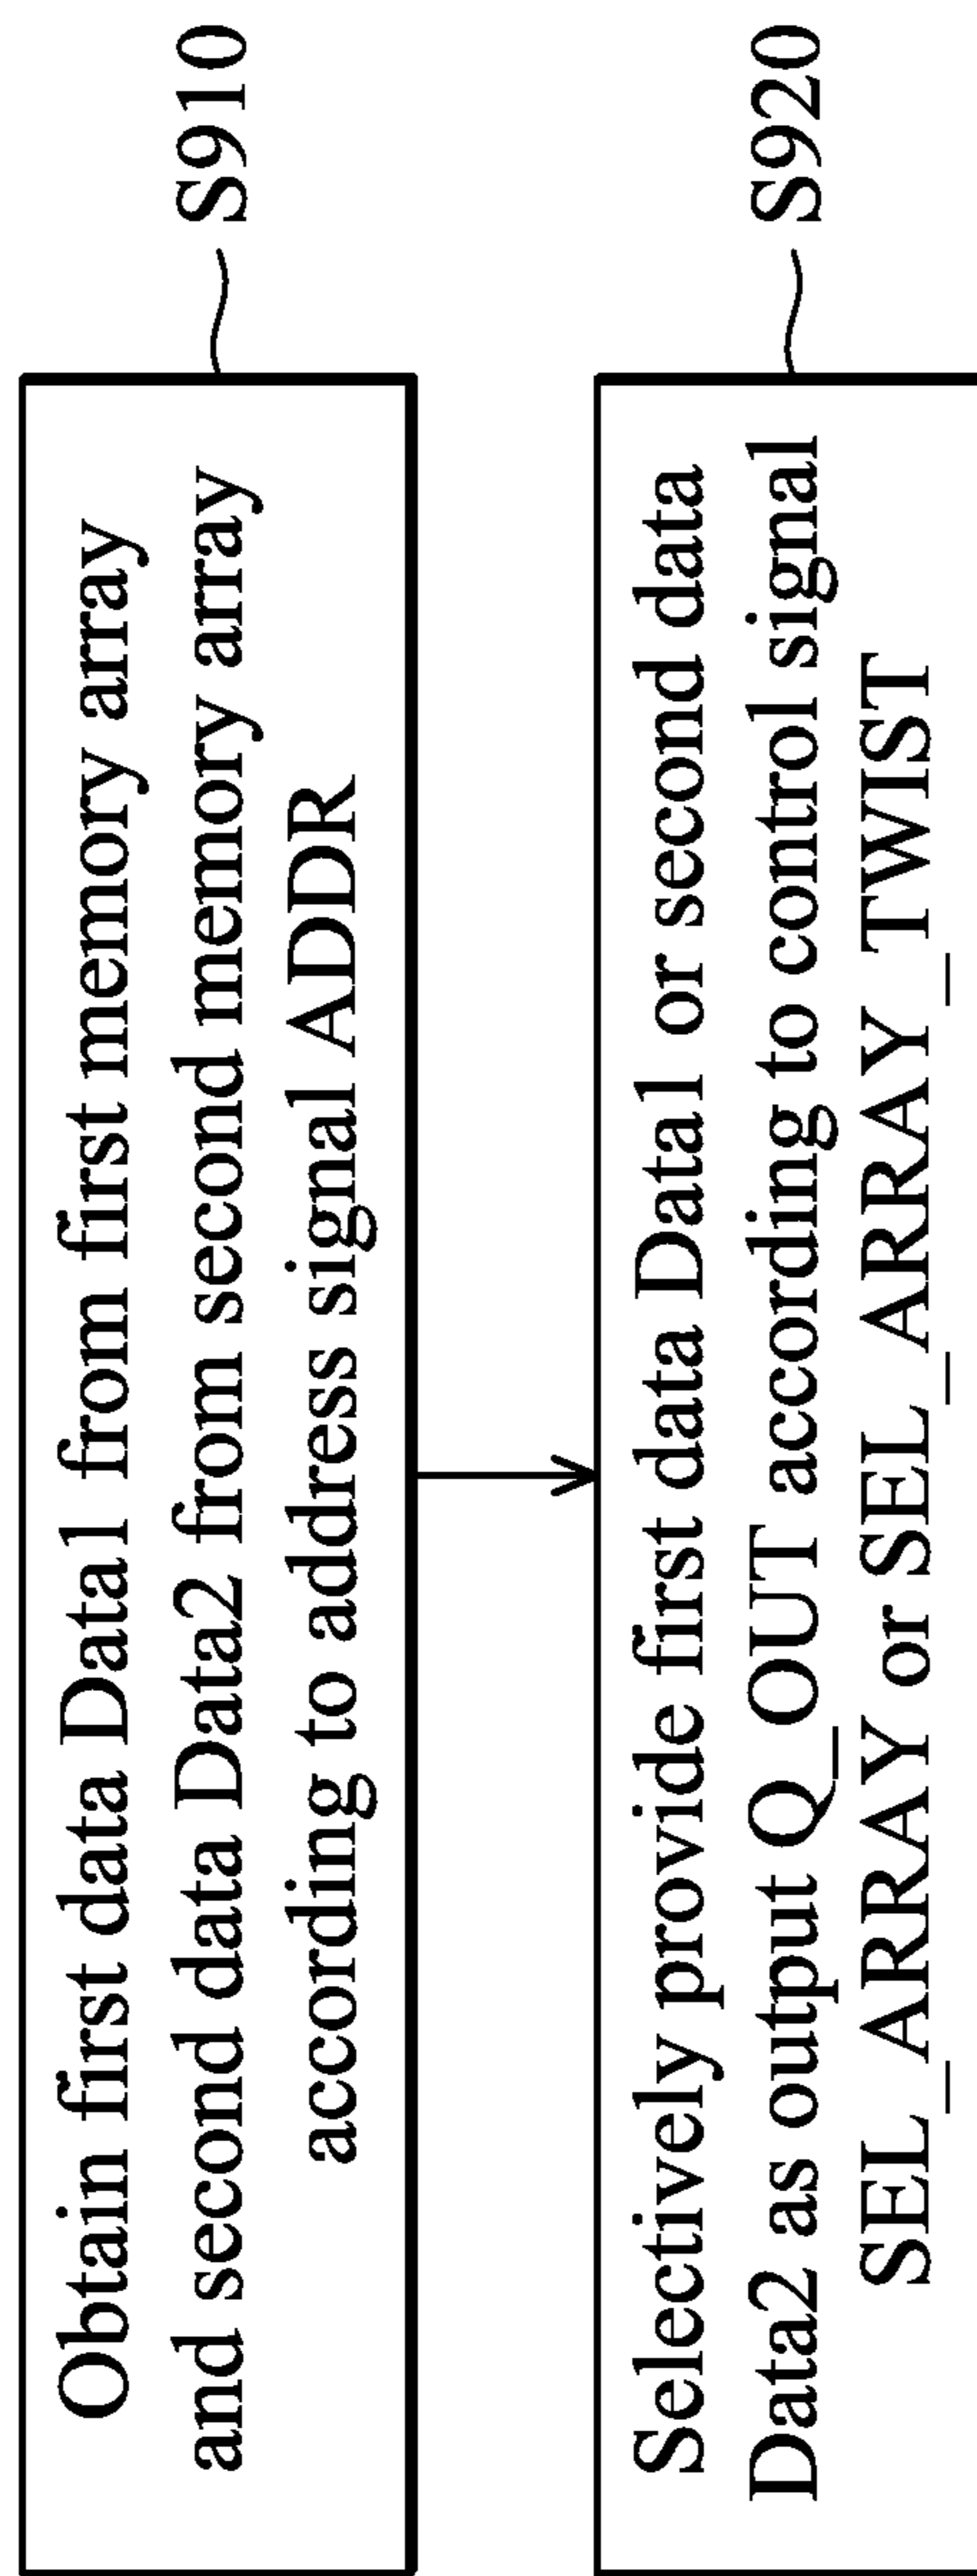 Obtain first data Data1 from first memory array
and second data Data2 from second memory array
according to address signal ADDR
S910
Selectively provide first data Data1 or second data
Data2 as output Q_OUT according to control signal
SEL_ARRAY or SEL_ARRAY_TWIST
S920